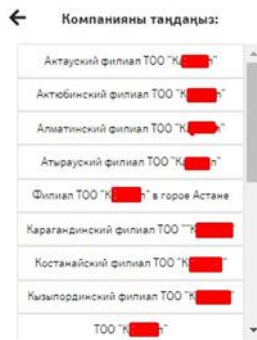 Компанияны таңдаңыз:
Актауский филиал ТОО "К
Актюбинский филиал ТОО "К
Алматинский филиал ТОО "К
Атырауский филиал ТОО "К
Филиал ТОО "К " в горое Астане
Карагандинский филиал ТОО ""К
Костанайский филиал ТОО "К
Кызылординский филиал ТОО "К
ТОО "К